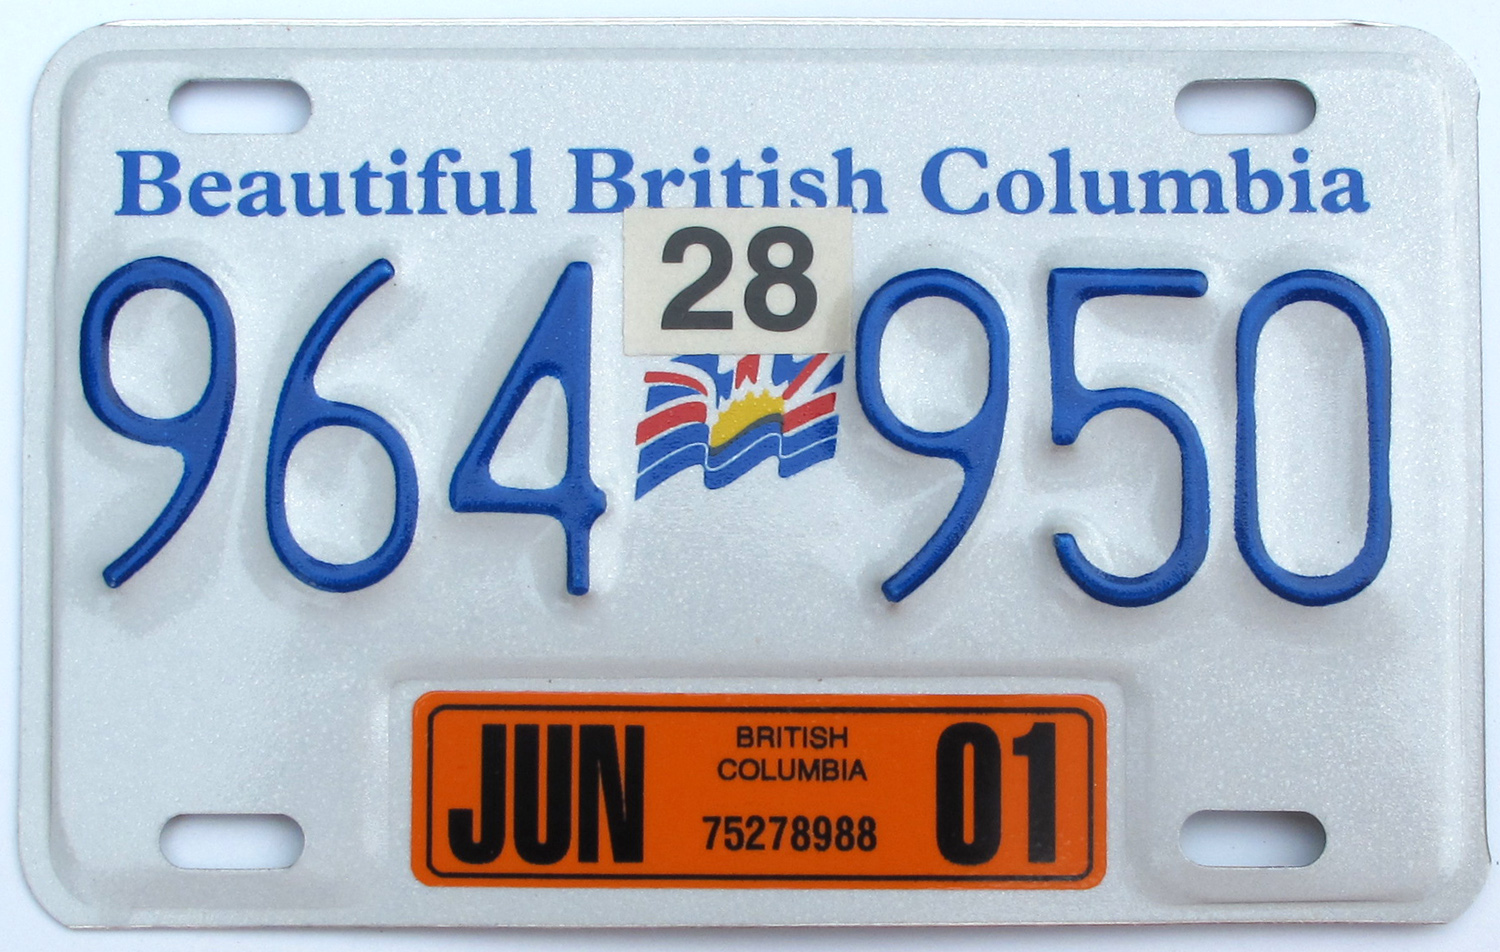 Beautiful British Columbia
28
964 950
JUN BRITISH COLUMBIA 01
75278988